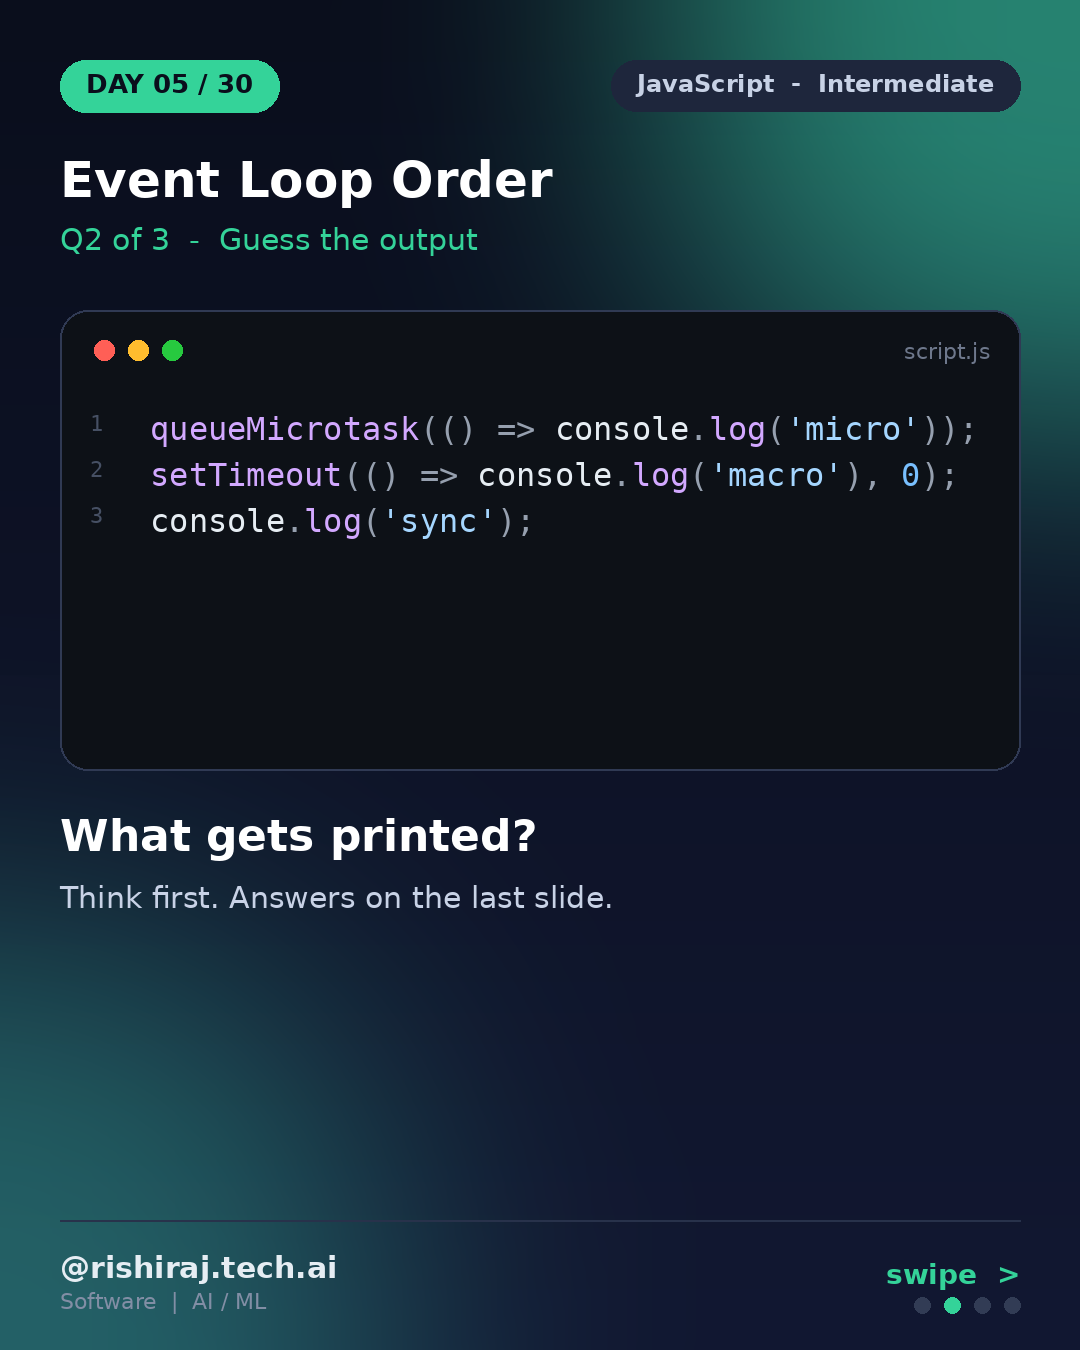 DAY 05 / 30
JavaScript - Intermediate
Event Loop Order
Q2 of 3 - Guess the output
script.js
1 queueMicrotask(() => console.log('micro'));
2 setTimeout(() => console.log('macro'), 0);
3 console.log('sync');
What gets printed?
Think first. Answers on the last slide.
@rishiraj.tech.ai
Software | AI / ML
swipe >